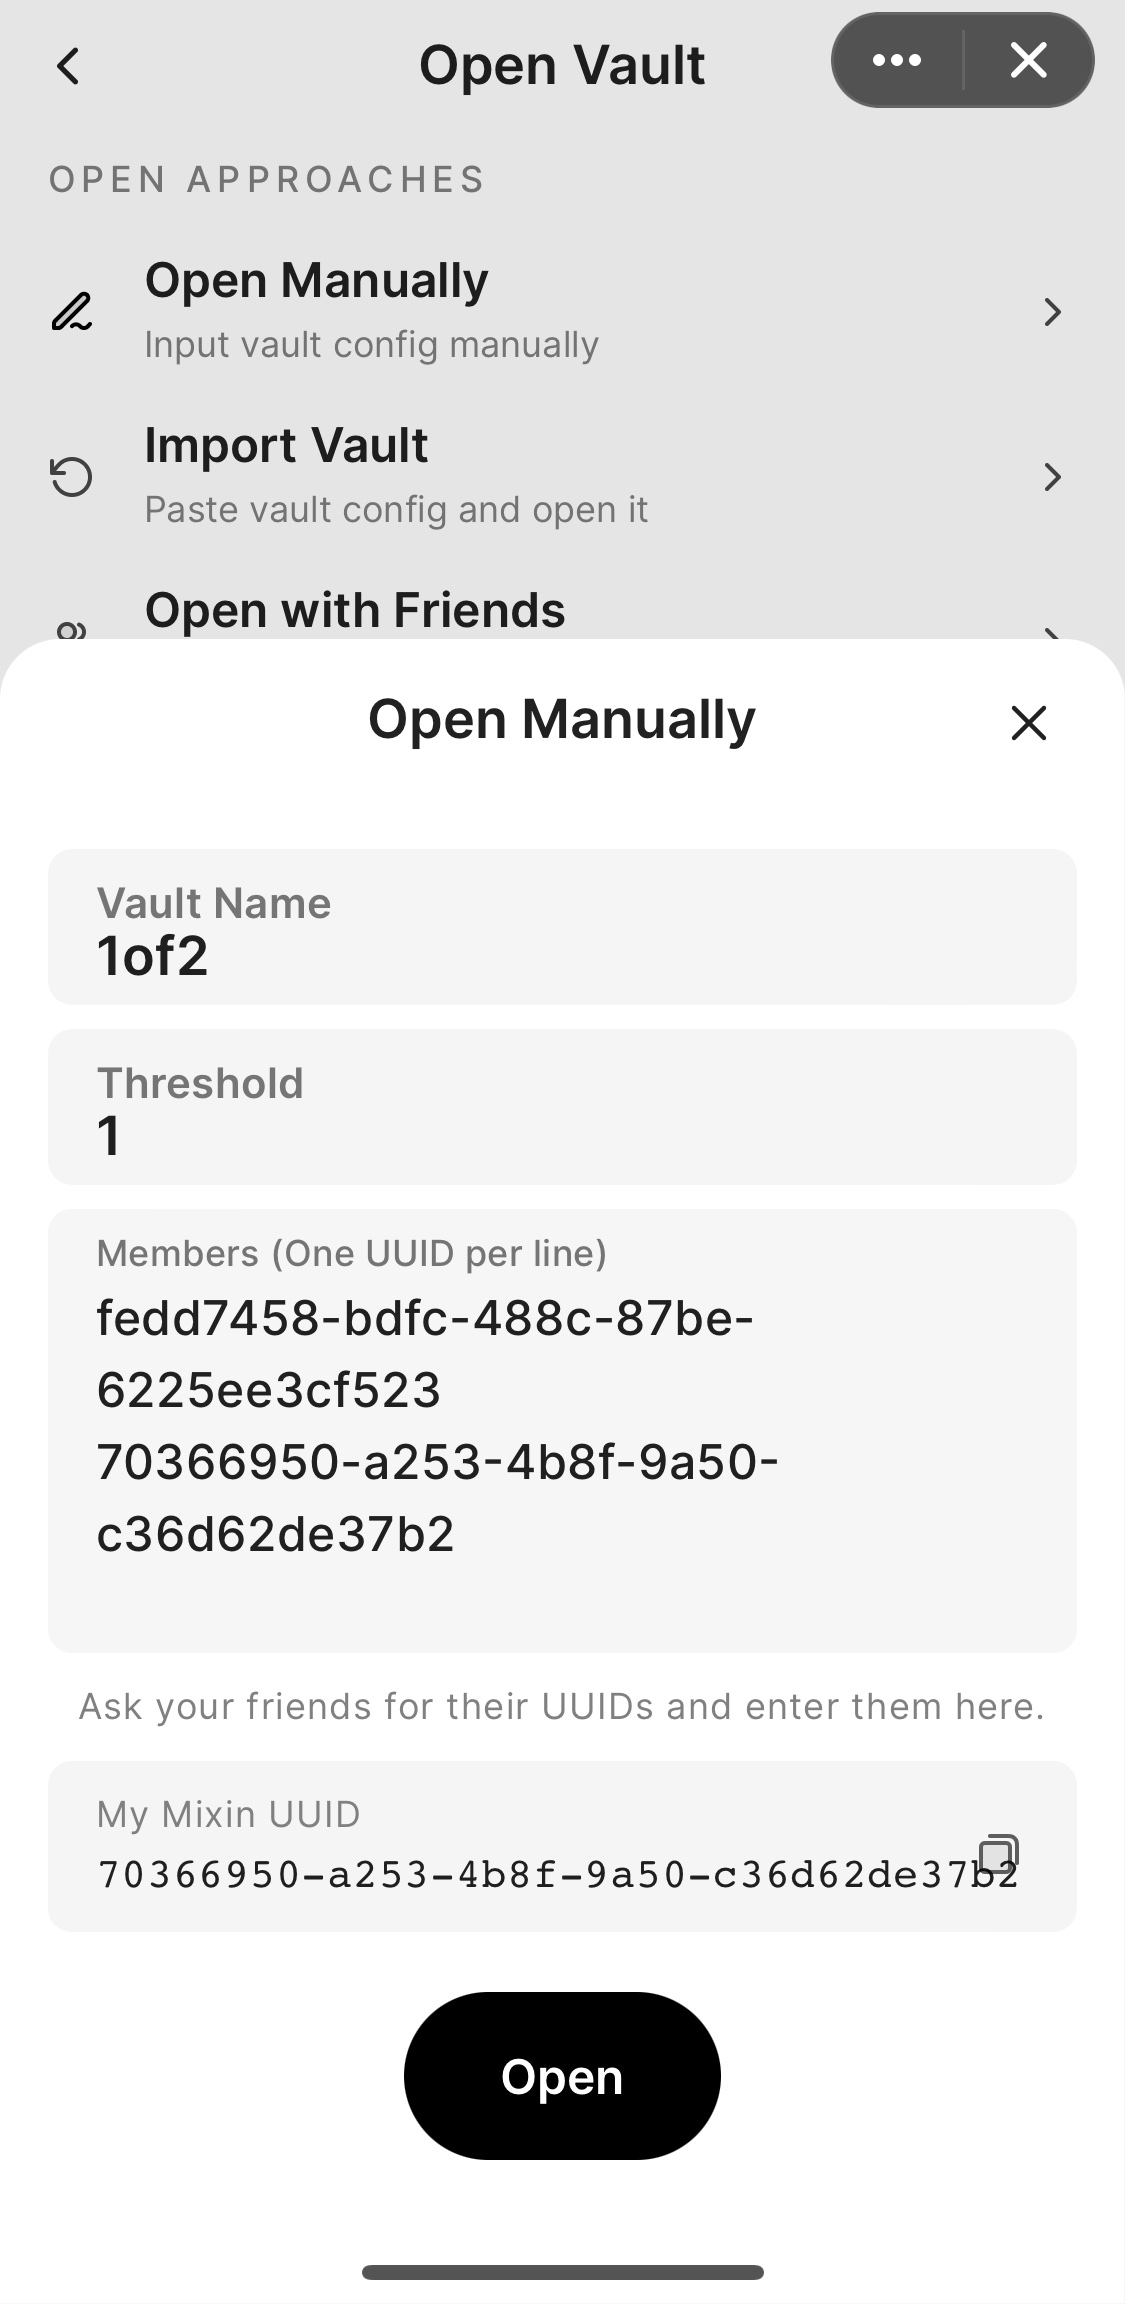 Open Vault
OPEN APPROACHES
Open Manually
Input vault config manually
Import Vault
Paste vault config and open it
Open with Friends
Open Manually
Vault Name
1of2
Threshold
1
Members (One UUID per line)
fedd7458-bdfc-488c-87be-
6225ee3cf523
70366950-a253-4b8f-9a50-
c36d62de37b2
Ask your friends for their UUIDs and enter them here.
My Mixin UUID
70366950-a253-4b8f-9a50-c36d62de37b2
Open